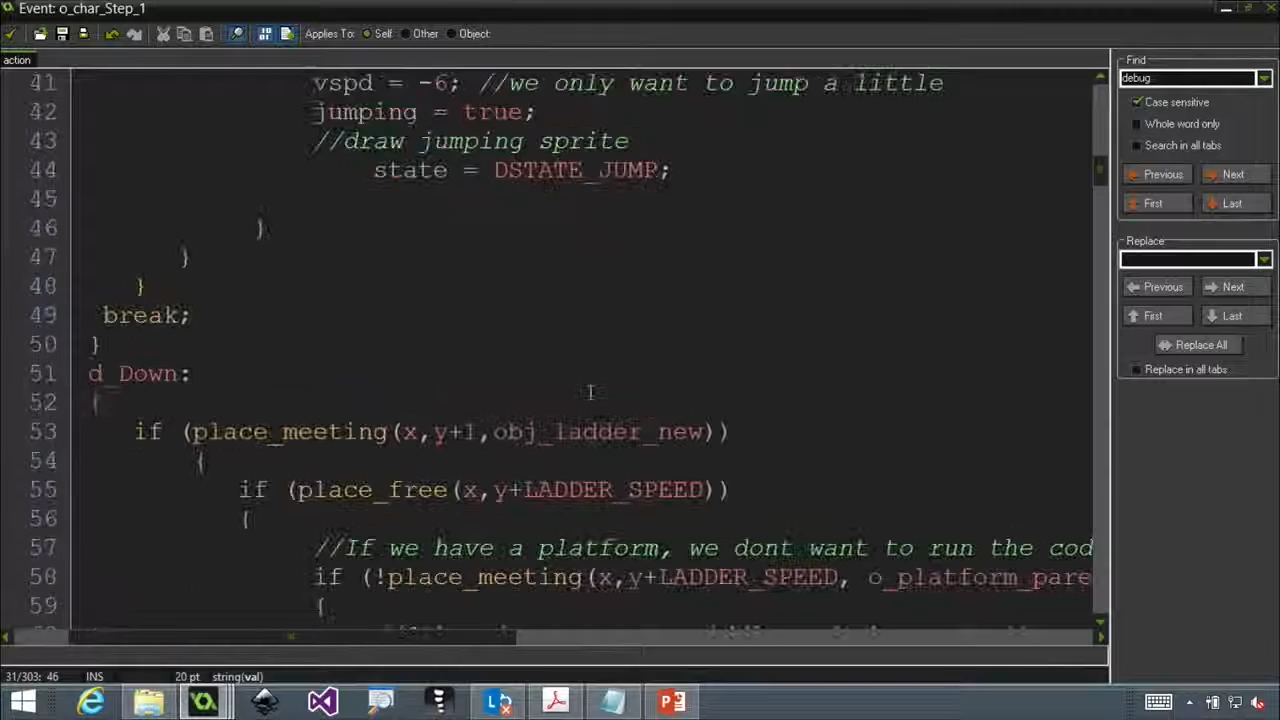 Event: o_char_Step_1
Applies To: Self Other Object:
action
41 vspd = -6; //we only want to jump a little
42 jumping = true;
43 //draw jumping sprite
44 state = DSTATE_JUMP;
45
46 }
47 }
48 }
49 break;
50 }
51 d_Down:
52 {
53 if (place_meeting(x,y+1,obj_ladder_new))
54 {
55 if (place_free(x,y+LADDER_SPEED))
56 {
57 //If we have a platform, we dont want to run the cod
58 if (!place_meeting(x,y+LADDER_SPEED, o_platform_pare
59 {
Find
debug
Case sensitive
Whole word only
Search in all tabs
Previous Next
First Last
Replace
Previous Next
First Last
Replace All
Replace in all tabs
31/303: 46 INS 20 pt string(val)